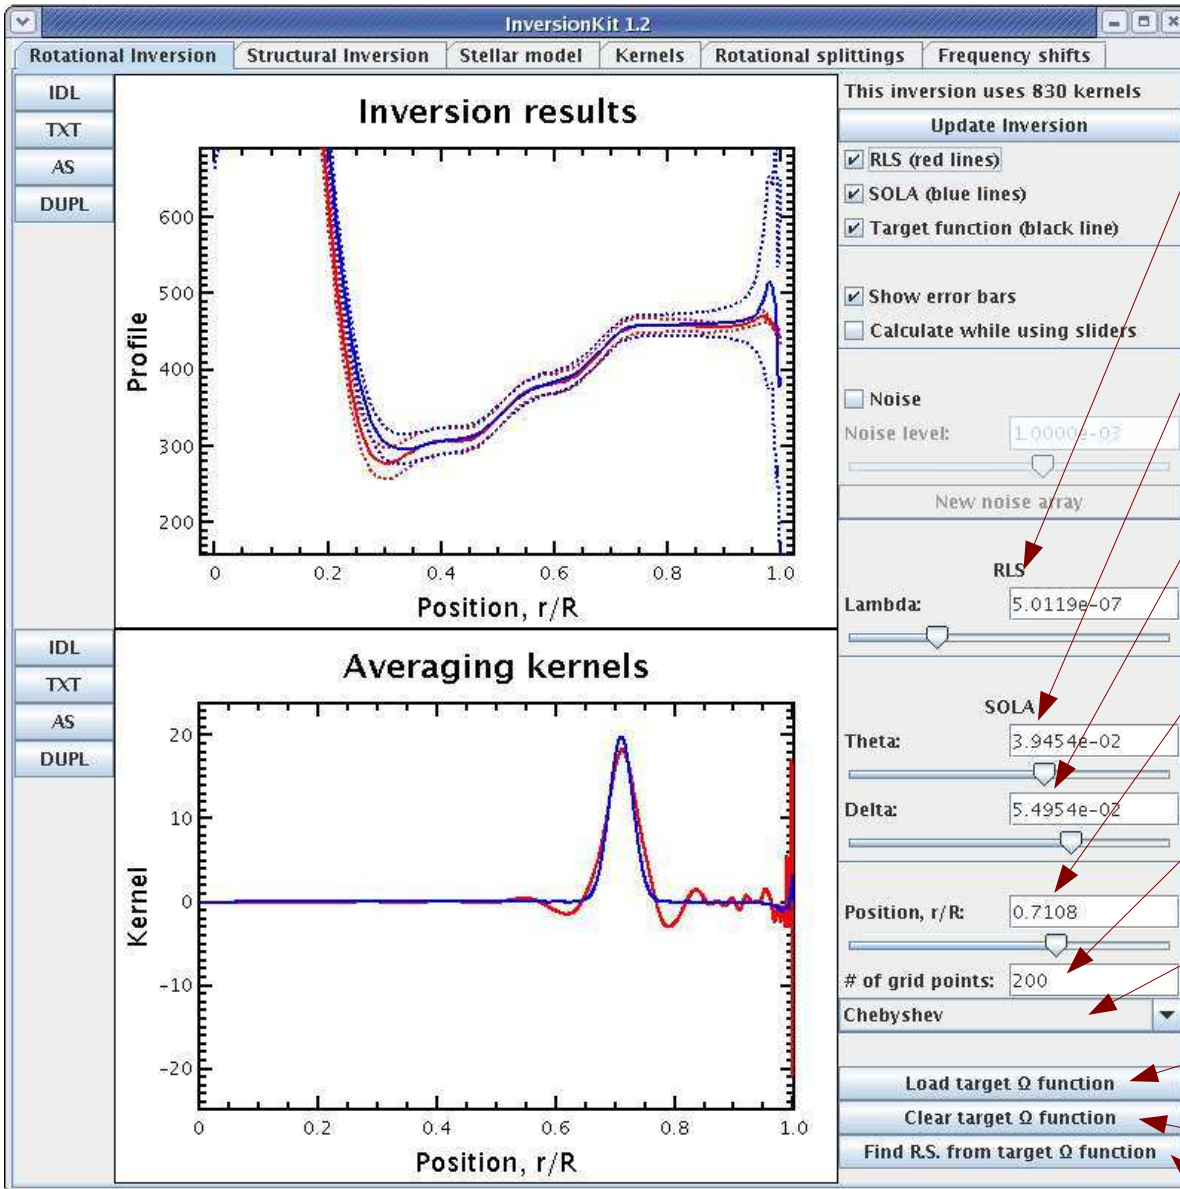 InversionKit 1.2
Rotational Inversion
Structural Inversion
Stellar model
Kernels
Rotational splittings
Frequency shifts
IDL
TXT
AS
DUPL
Inversion results
Profile
600
500
400
300
200
0
0.2
0.4
0.6
0.8
1.0
Position, r/R
IDL
TXT
AS
DUPL
Averaging kernels
Kernel
20
10
0
-10
-20
0
0.2
0.4
0.6
0.8
1.0
Position, r/R
This inversion uses 830 kernels
Update Inversion
RLS (red lines)
SOLA (blue lines)
Target function (black line)
Show error bars
Calculate while using sliders
Noise
Noise level: 1.0000e-03
New noise array
RLS
Lambda: 5.0119e-07
SOLA
Theta: 3.9454e-02
Delta: 5.4954e-02
Position, r/R: 0.7108
# of grid points: 200
Chebyshev
Load target Ω function
Clear target Ω function
Find R.S. from target Ω function